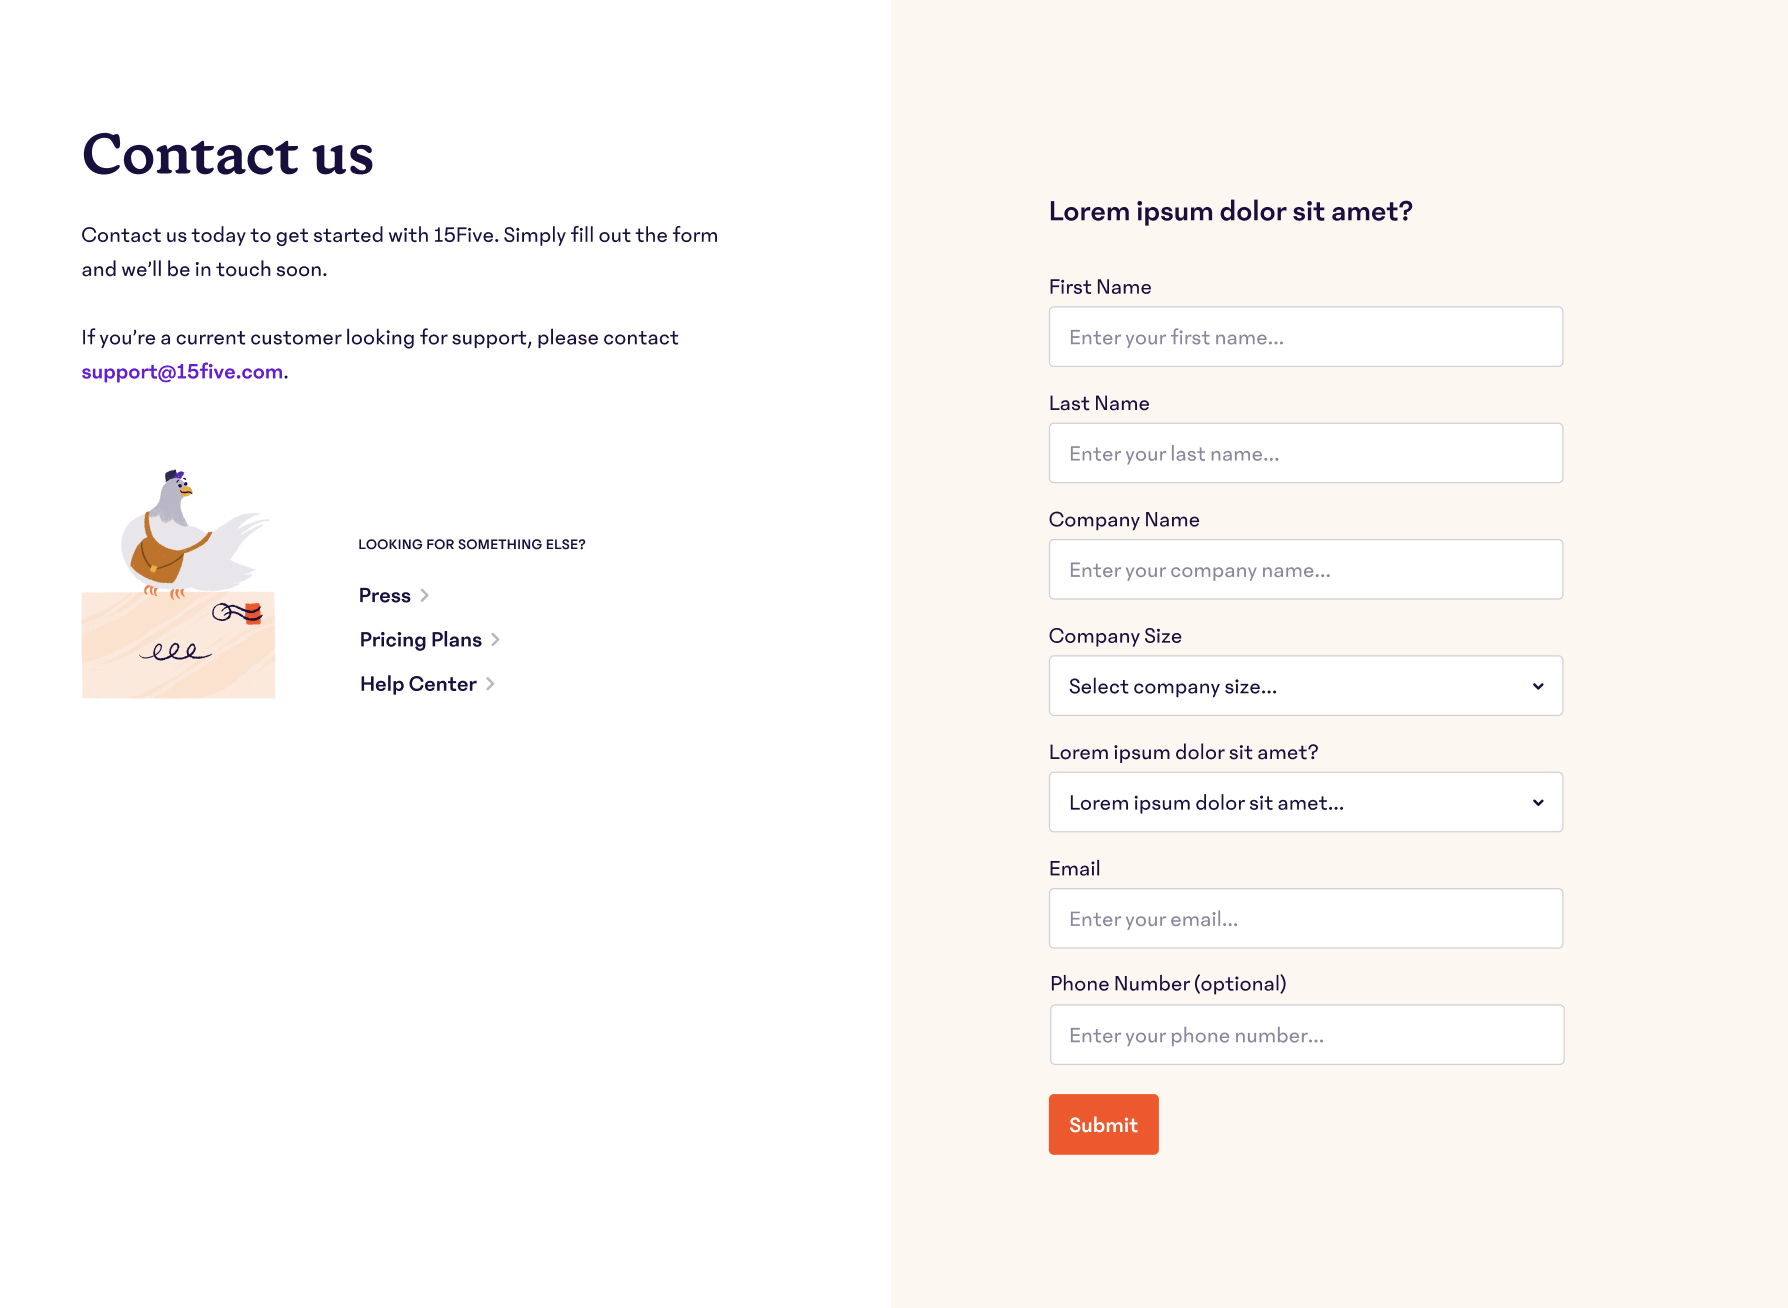 Contact us
Contact us today to get started with 15Five. Simply fill out the form
and we'll be in touch soon.
If you're a current customer looking for support, please contact
support@15five.com.
LOOKING FOR SOMETHING ELSE?
Press
Pricing Plans
Help Center
Lorem ipsum dolor sit amet?
First Name
Enter your first name...
Last Name
Enter your last name...
Company Name
Enter your company name...
Company Size
Select company size...
Lorem ipsum dolor sit amet?
Lorem ipsum dolor sit amet...
Email
Enter your email...
Phone Number (optional)
Enter your phone number...
Submit